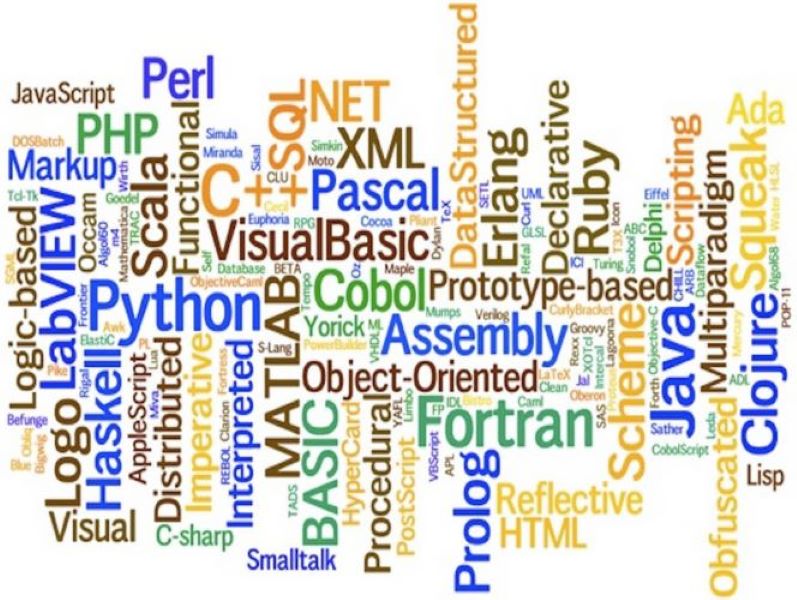 JavaScript
Perl
PHP
DOSBatch
Markup
Tcl-Tk
Wirth
Simula
Miranda
Sisal
CLU
C++
SQL
.NET
Simkin
Moto
XML
Pascal
DataStructured
Erlang
Declarative
Ruby
Scripting
Multiparadigm
Squeak
Ada
HLSL
Water
Algol68
POP-11
Logic-based
SGML
LabVIEW
Occam
Algol60
m4
Goedel
TRAC
Mathematica
Scala
Functional
Self
Cecil
Euphoria
RPG
Cocoa
Pliant
TeX
Dylan
SETL
Curl
UML
GLSL
Refal
ICI
T3X
Icon
Turing
ABC
Snobol
Eiffel
Delphi
CHILL
ARB
Dataflow
VisualBasic
Database
BETA
Oz
Maple
ObjectiveCaml
Tempo
Cobol
Prototype-based
Frontier
Python
Awk
ElastiC
PL
Lua
Yorick
ML
VHDL
PowerBuilder
Mumps
Verilog
CurlyBracket
Assembly
Groovy
Rexx
XOTcl
Lagoona
Intercal
Scheme
Objective-C
Forth
Java
Mercury
Clojure
MATLAB
S-Lang
Object-Oriented
LaTeX
Clean
Jal
Oberon
SAS
Proteus
ADL
Pike
Rigal
Haskell
AppleScript
Miva
Distributed
Imperative
Fortress
Clarion
REBOL
Interpreted
Befunge
Obliq
Bigwig
Blue
Logo
BASIC
TADS
HyperCard
Procedural
YAFL
Limbo
PostScript
FP
IDL
Bistro
Caml
Fortran
VBScript
APL
Prolog
Sather
Leda
CobolScript
Obfuscated
Lisp
Visual
C-sharp
Smalltalk
Reflective
HTML